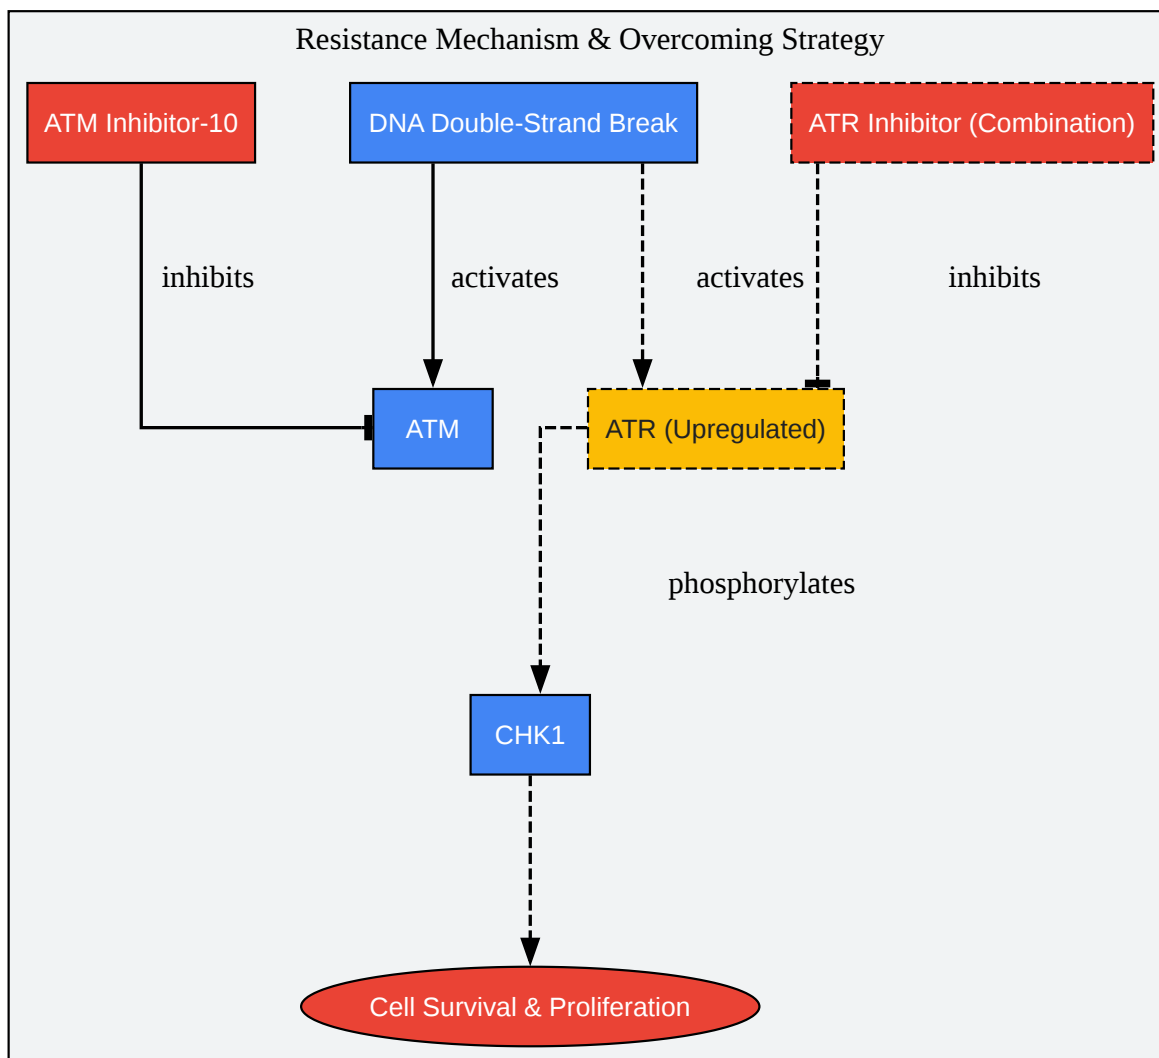 Resistance Mechanism & Overcoming Strategy
ATM Inhibitor-10
DNA Double-Strand Break
ATR Inhibitor (Combination)
inhibits
activates
activates
inhibits
ATM
ATR (Upregulated)
phosphorylates
CHK1
Cell Survival & Proliferation